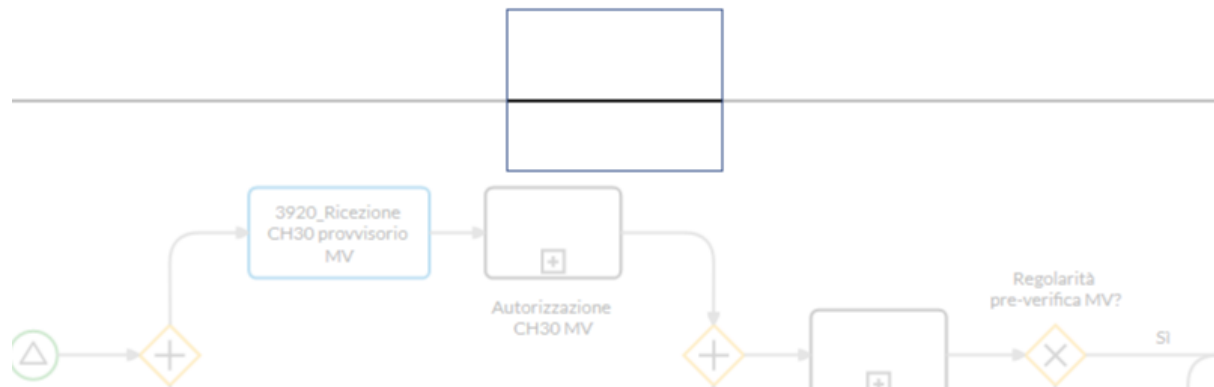 3920_Ricezione
CH30 provvisorio
MV
Autorizzazione
CH30 MV
Regolarità
pre-verifica MV?
SI